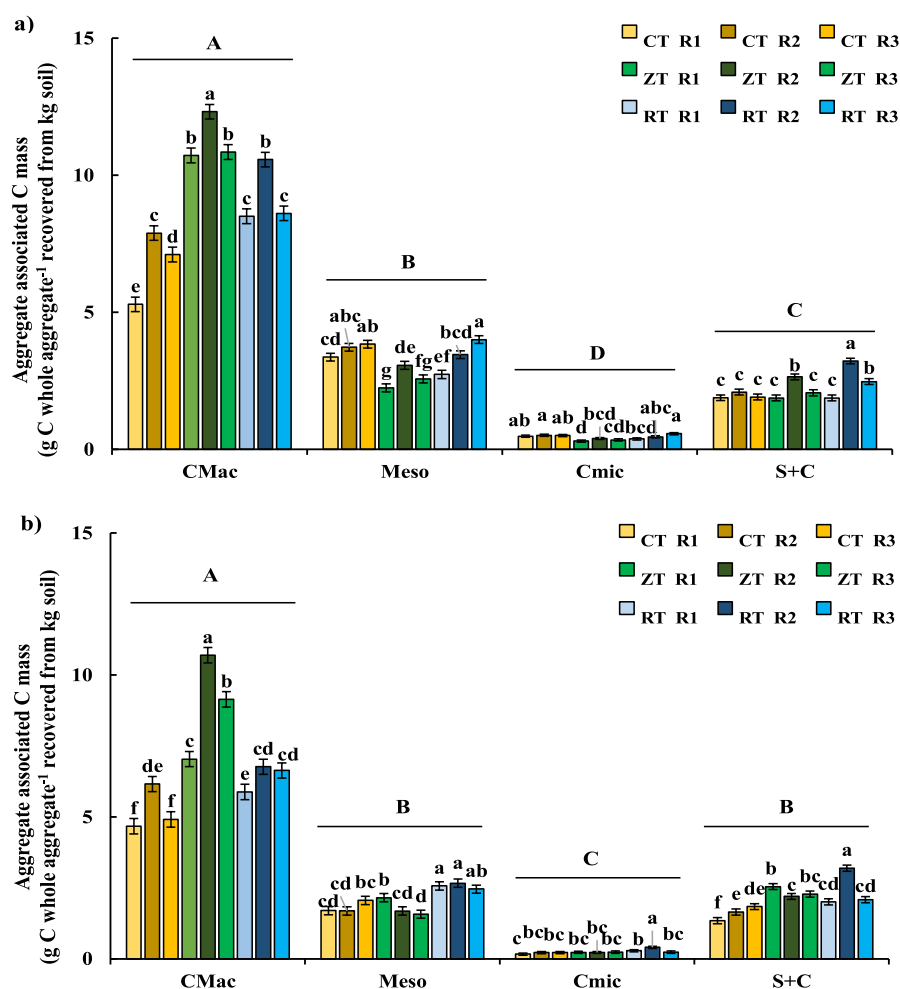 a)
Aggregate associated C mass
(g C whole aggregate⁻¹ recovered from kg soil)
15
10
5
0
CT R1 CT R2 CT R3
ZT R1 ZT R2 ZT R3
RT R1 RT R2 RT R3
A
e c d b a b c b c
B
cd abc ab g de fg ef bcd a
D
ab a ab d bcd cd bcd abc a
C
c c c c b c c a b
CMac Meso Cmic S+C
b)
Aggregate associated C mass
(g C whole aggregate⁻¹ recovered from kg soil)
15
10
5
0
CT R1 CT R2 CT R3
ZT R1 ZT R2 ZT R3
RT R1 RT R2 RT R3
A
f de f c a b e cd cd
B
cd cd bc b cd d a a ab
C
c bc bc bc bc bc b a bc
B
f e de b c bc cd a cd
CMac Meso Cmic S+C